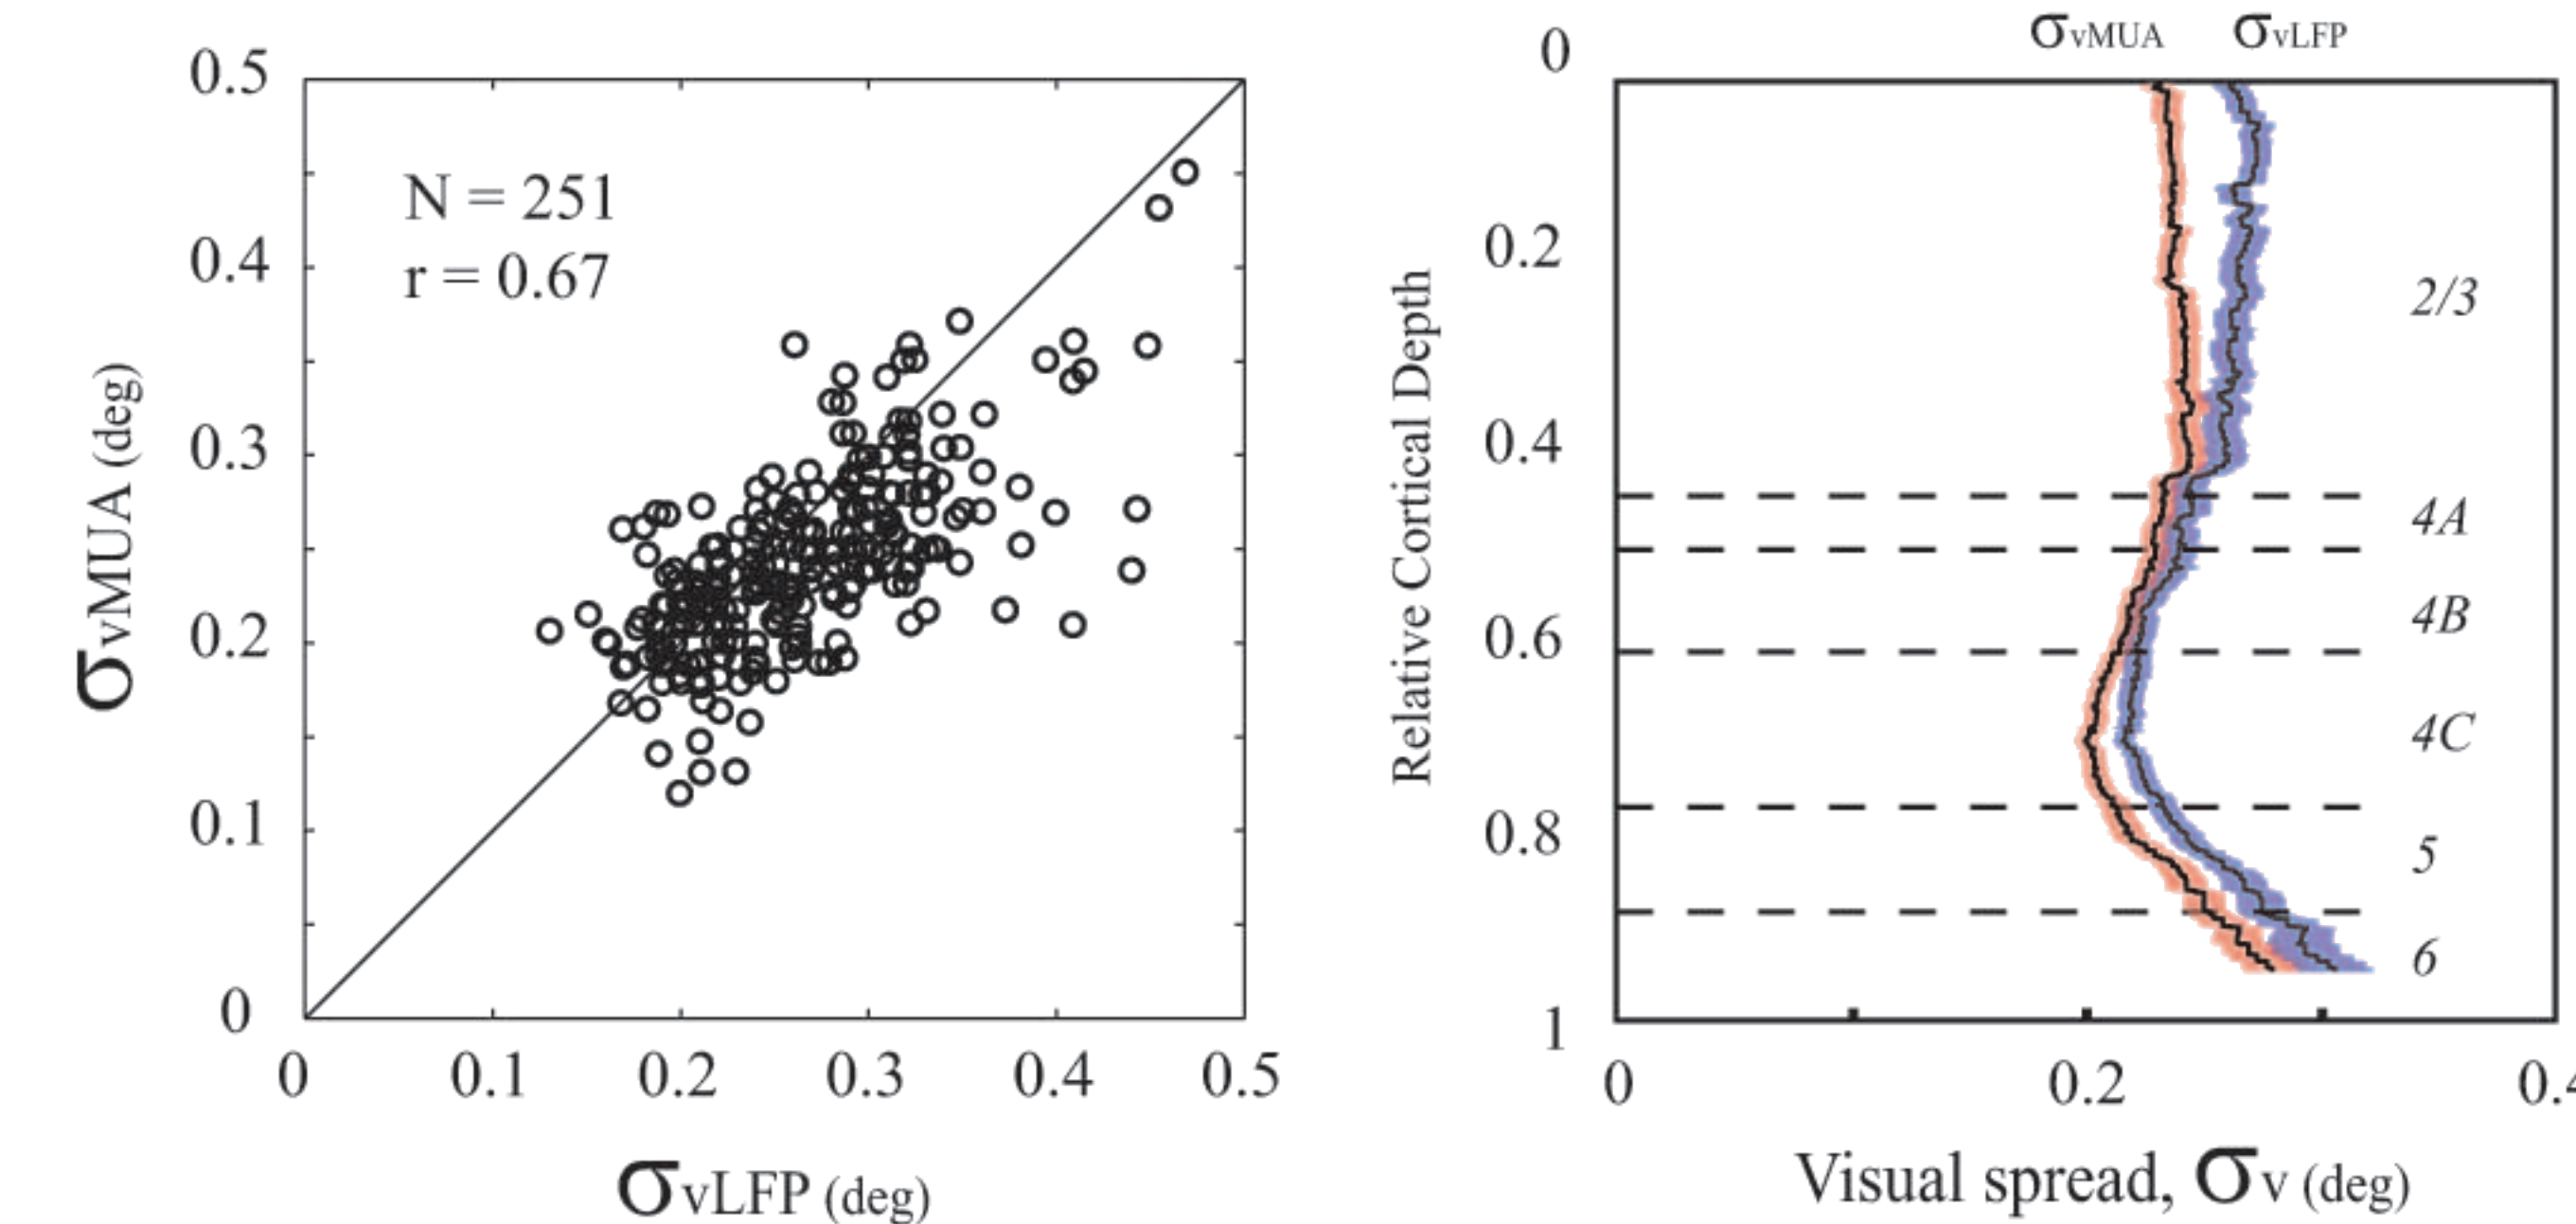 0.5
0.4
0.3
0.2
0.1
0
σvMUA (deg)
N = 251
r = 0.67
0 0.1 0.2 0.3 0.4 0.5
σvLFP (deg)
σvMUA σvLFP
0
0.2
0.4
0.6
0.8
1
Relative Cortical Depth
2/3
4A
4B
4C
5
6
0 0.2 0.4
Visual spread, σv (deg)